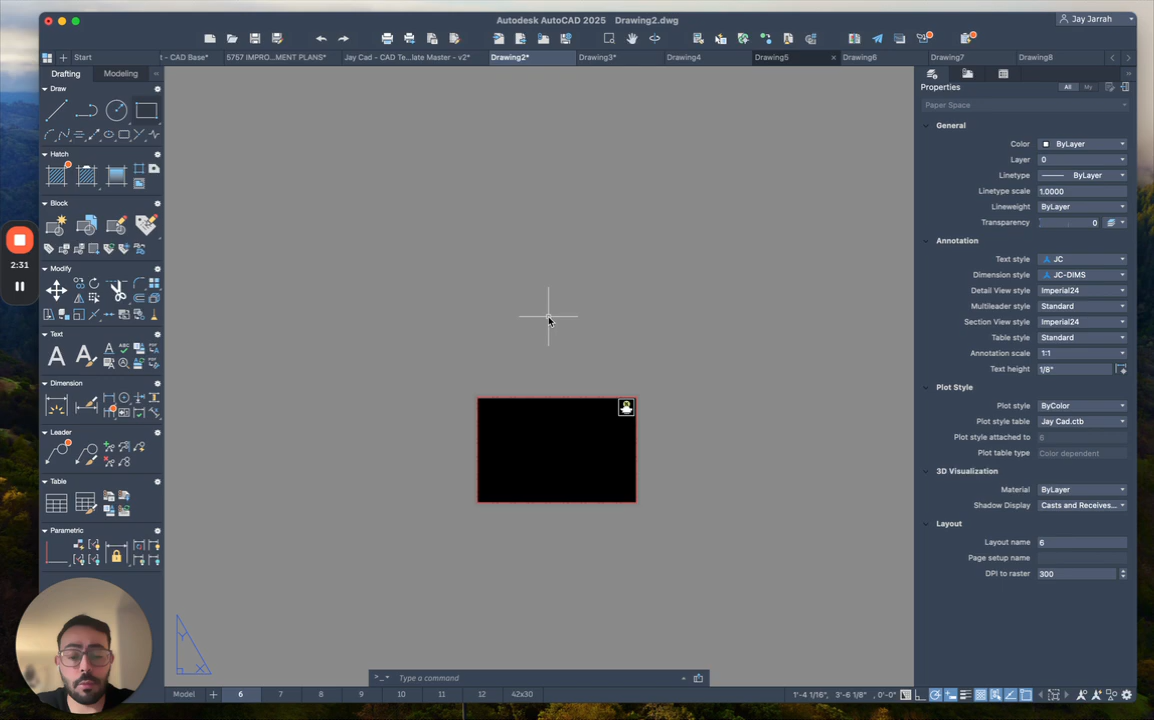 Autodesk AutoCAD 2025 Drawing2.dwg
Jay Jarrah
Start
t - CAD Base*
5757 IMPRO...MENT PLANS*
Jay Cad - CAD Te...late Master - v2*
Drawing2*
Drawing3*
Drawing4
Drawing5
Drawing6
Drawing7
Drawing8
Drafting
Modeling
Draw
Hatch
Block
2:31
Modify
Text
Dimension
Leader
Table
Parametric
Properties
All
My
Paper Space
General
Color ByLayer
Layer 0
Linetype ByLayer
Linetype scale 1.0000
Lineweight ByLayer
Transparency 0
Annotation
Text style JC
Dimension style JC-DIMS
Detail View style Imperial24
Multileader style Standard
Section View style Imperial24
Table style Standard
Annotation scale 1:1
Text height 1/8"
Plot Style
Plot style ByColor
Plot style table Jay Cad.ctb
Plot style attached to 6
Plot table type Color dependent
3D Visualization
Material ByLayer
Shadow Display Casts and Receives...
Layout
Layout name 6
Page setup name
DPI to raster 300
Y
X
>_ Type a command
Model
6
7
8
9
10
11
12
42x30
1'-4 1/16", 3'-6 1/8", 0'-0"